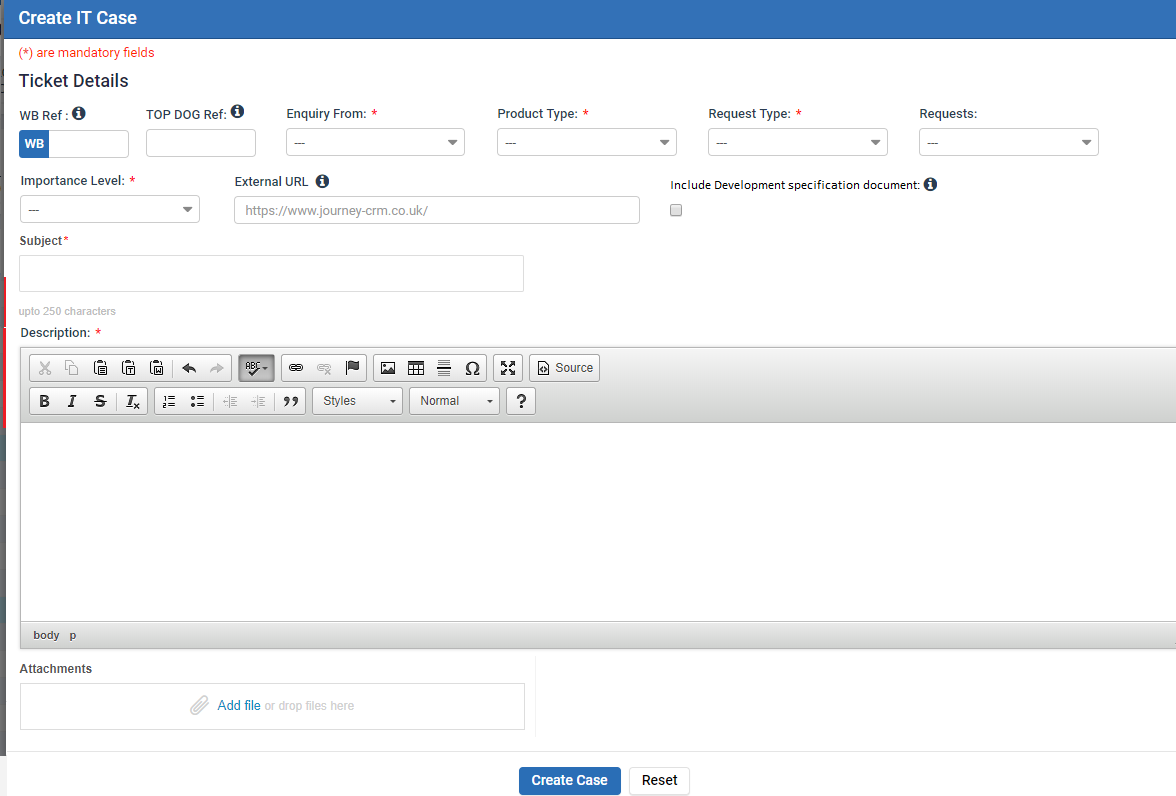 Create IT Case
(*) are mandatory fields
Ticket Details
WB Ref : TOP DOG Ref: Enquiry From: * Product Type: * Request Type: * Requests:
WB --- --- --- ---
Importance Level: * External URL Include Development specification document:
--- https://www.journey-crm.co.uk/
Subject*
upto 250 characters
Description: *
ABC Source
B I S Tx Styles Normal ?
body p
Attachments
Add file or drop files here
Create Case Reset